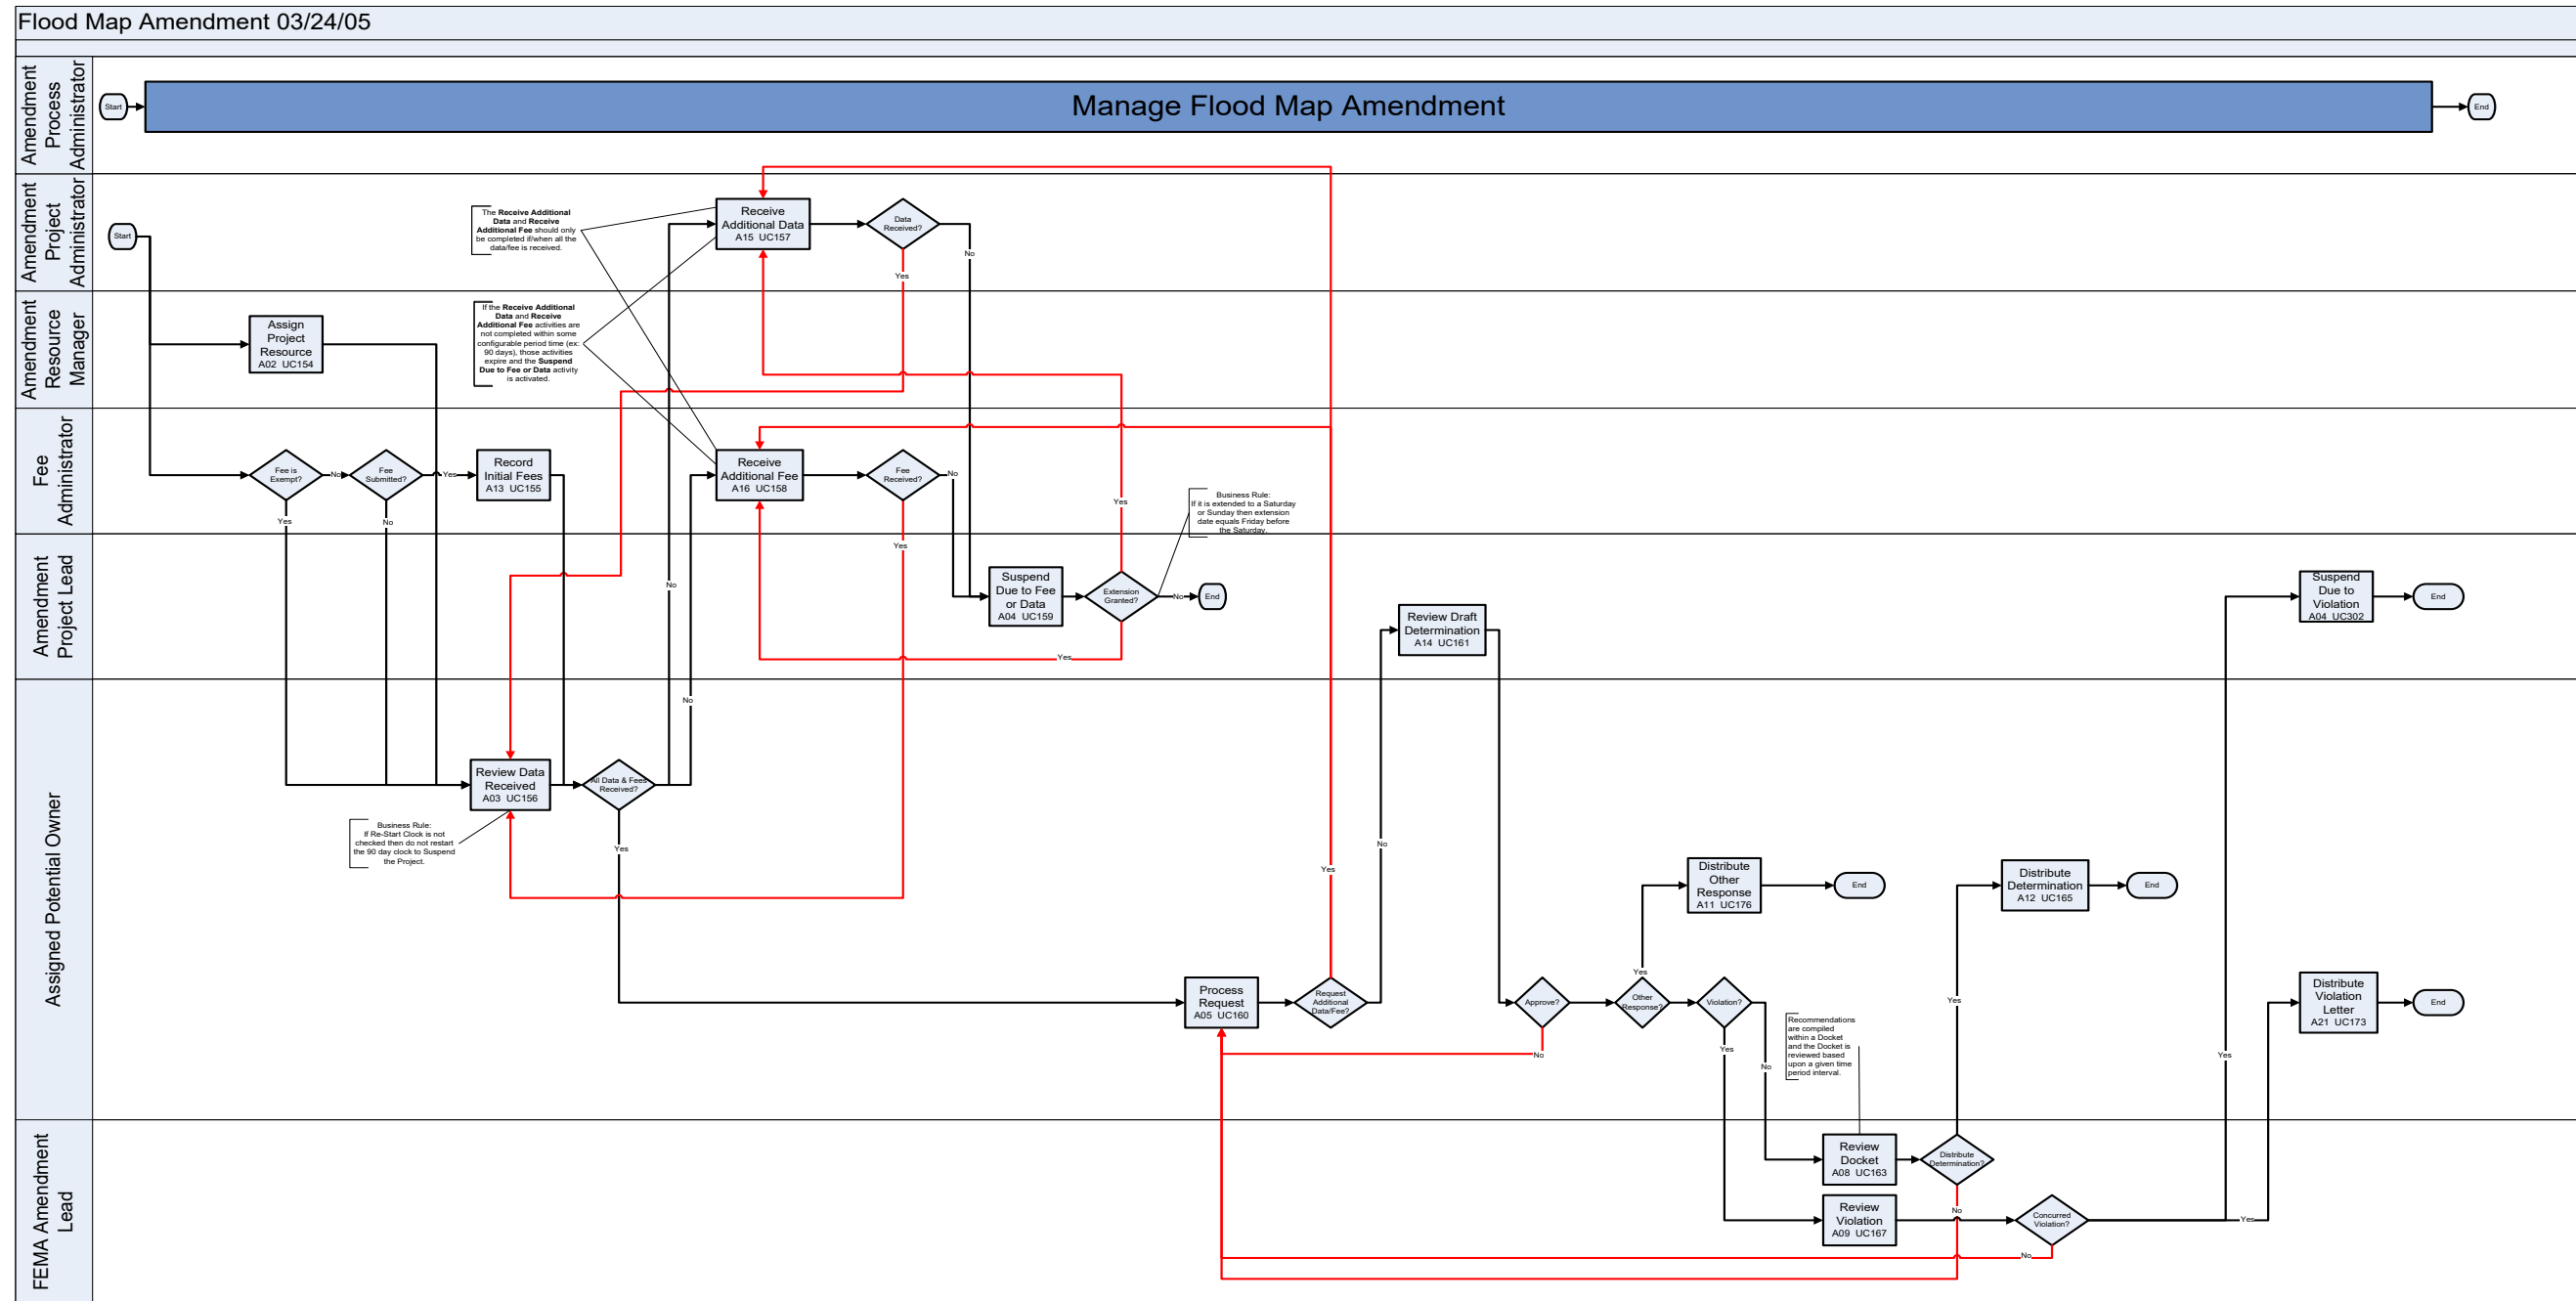 Flood Map Amendment 03/24/05
Amendment
Process
Administrator
Start
Manage Flood Map Amendment
End
Amendment
Project
Administrator
Start
The Receive Additional
Data and Receive
Additional Fee should only
be completed if/when all the
data/fee is received.
Receive
Additional Data
A15 UC157
Data
Received?
No
Yes
Amendment
Resource
Manager
Assign
Project
Resource
A02 UC154
If the Receive Additional
Data and Receive
Additional Fee activities are
not completed within some
configurable period time (ex:
90 days), those activities
expire and the Suspend
Due to Fee or Data activity
is activated.
Fee
Administrator
Fee is
Exempt?
No
Fee
Submitted?
Yes
Record
Initial Fees
A13 UC155
Receive
Additional Fee
A16 UC158
Fee
Received?
No
Yes
Business Rule:
If it is extended to a Saturday
or Sunday then extension
date equals Friday before
the Saturday.
Yes
No
Yes
Amendment
Project Lead
No
Suspend
Due to Fee
or Data
A04 UC159
Extension
Granted?
No
End
Yes
Review Draft
Determination
A14 UC161
Suspend
Due to
Violation
A04 UC302
End
Assigned Potential Owner
No
Review Data
Received
A03 UC156
All Data & Fees
Received?
Business Rule:
If Re-Start Clock is not
checked then do not restart
the 90 day clock to Suspend
the Project.
Yes
Yes
No
Distribute
Other
Response
A11 UC176
End
Distribute
Determination
A12 UC165
End
Process
Request
A05 UC160
Request
Additional
Data/Fee?
Approve?
No
Yes
Other
Response?
Violation?
Yes
No
Recommendations
are compiled
within a Docket
and the Docket is
reviewed based
upon a given time
period interval.
Yes
Yes
Distribute
Violation
Letter
A21 UC173
End
FEMA Amendment
Lead
Review
Docket
A08 UC163
Distribute
Determination?
No
Review
Violation
A09 UC167
Concurred
Violation?
Yes
No